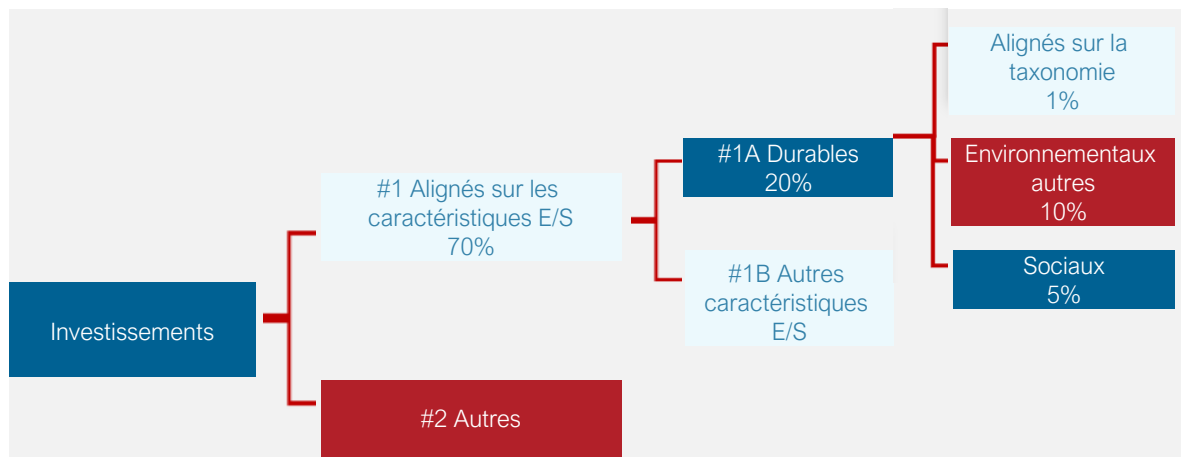 Investissements
#1 Alignés sur les
caractéristiques E/S
70%
#2 Autres
#1A Durables
20%
#1B Autres
caractéristiques
E/S
Alignés sur la
taxonomie
1%
Environnementaux
autres
10%
Sociaux
5%